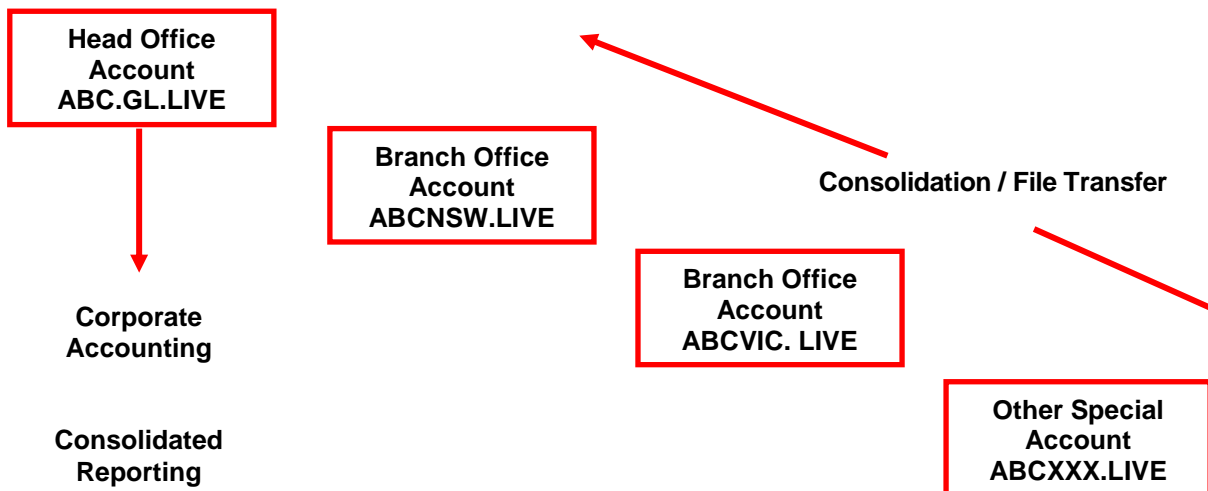 Head Office
Account
ABC.GL.LIVE
Branch Office
Account
ABCNSW.LIVE
Consolidation / File Transfer
Branch Office
Account
ABCVIC. LIVE
Corporate
Accounting
Other Special
Account
ABCXXX.LIVE
Consolidated
Reporting